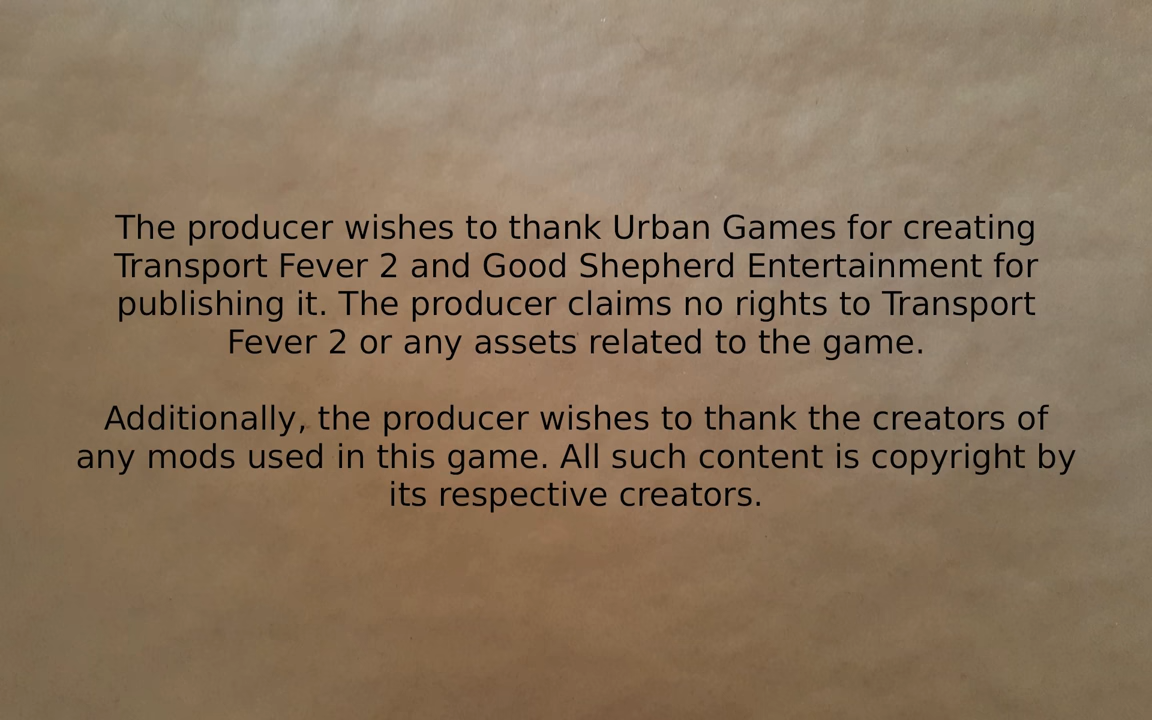 The producer wishes to thank Urban Games for creating
Transport Fever 2 and Good Shepherd Entertainment for
publishing it. The producer claims no rights to Transport
Fever 2 or any assets related to the game.
Additionally, the producer wishes to thank the creators of
any mods used in this game. All such content is copyright by
its respective creators.